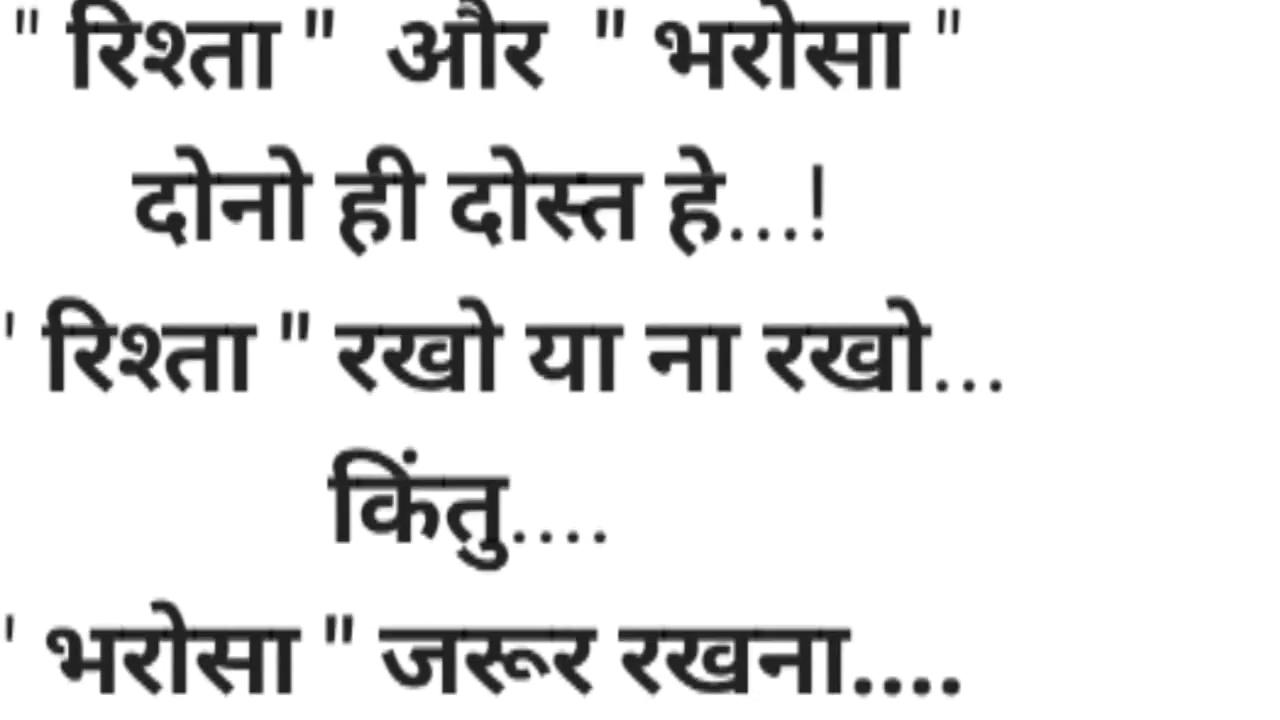 " रिश्ता " और " भरोसा "
दोनो ही दोस्त हे...!
' रिश्ता " रखो या ना रखो...
किंतु....
' भरोसा " जरूर रखना....